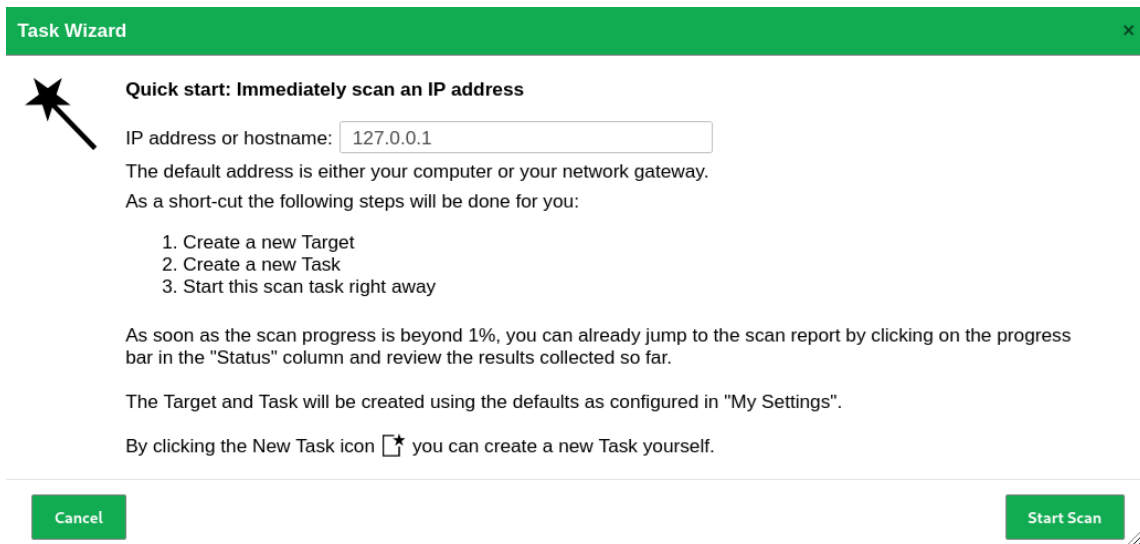 Task Wizard
×
Quick start: Immediately scan an IP address
IP address or hostname: 127.0.0.1
The default address is either your computer or your network gateway.
As a short-cut the following steps will be done for you:
1. Create a new Target
2. Create a new Task
3. Start this scan task right away
As soon as the scan progress is beyond 1%, you can already jump to the scan report by clicking on the progress
bar in the "Status" column and review the results collected so far.
The Target and Task will be created using the defaults as configured in "My Settings".
By clicking the New Task icon you can create a new Task yourself.
Cancel
Start Scan